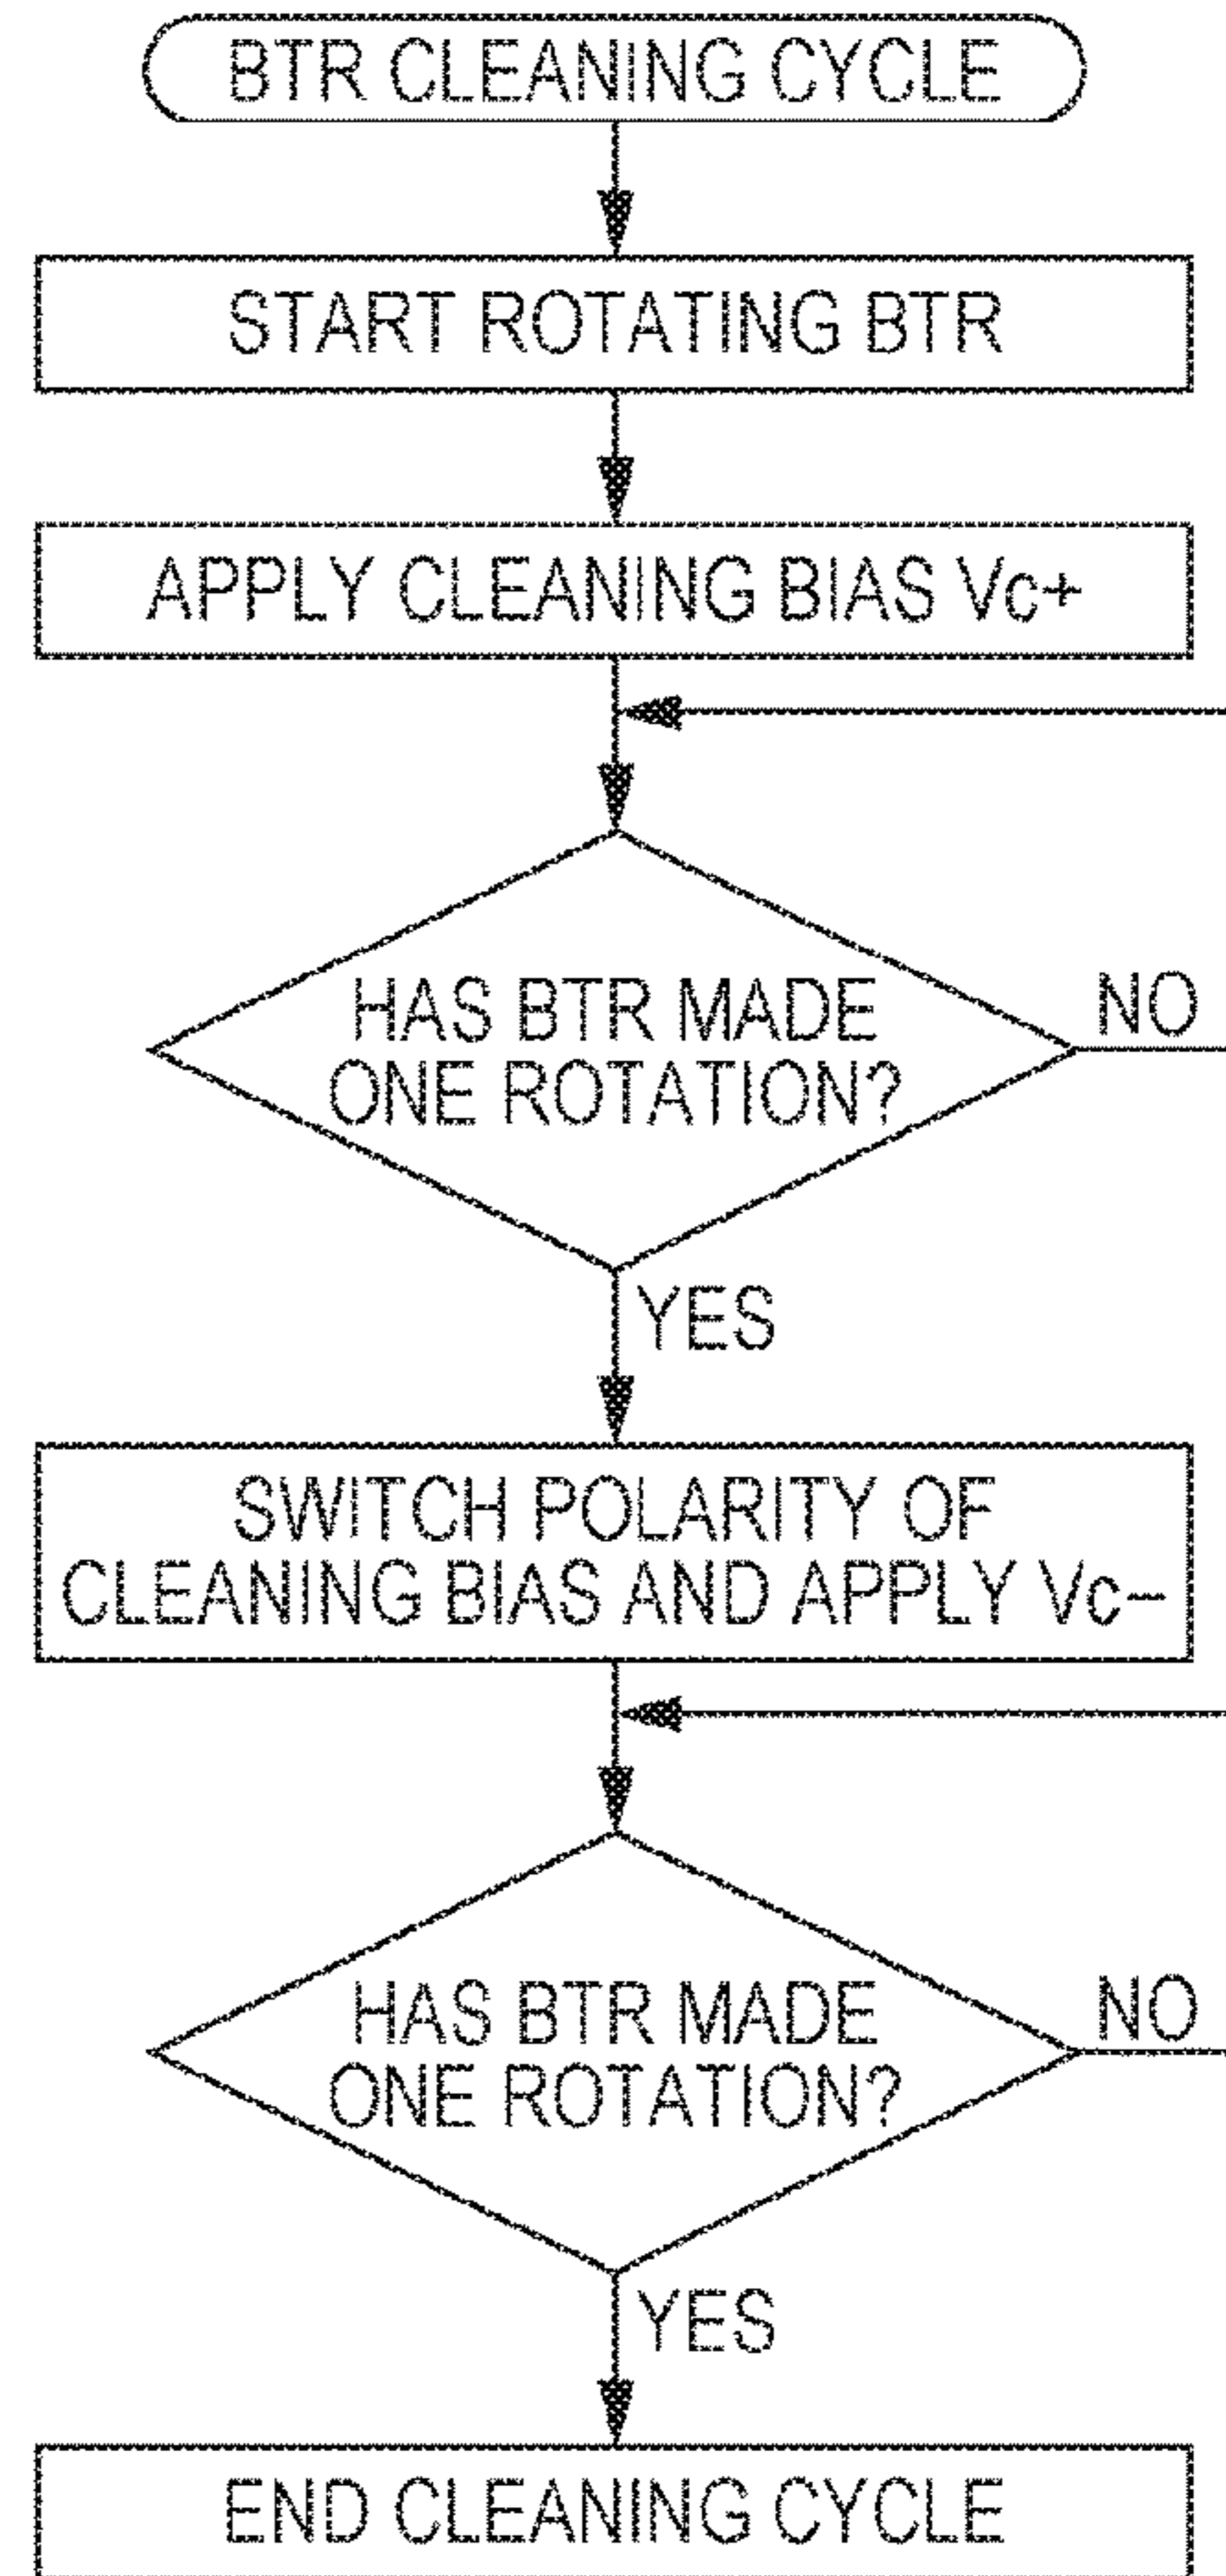 BTR CLEANING CYCLE
START ROTATING BTR
APPLY CLEANING BIAS Vc+
HAS BTR MADE
ONE ROTATION?
NO
YES
SWITCH POLARITY OF
CLEANING BIAS AND APPLY Vc−
HAS BTR MADE
ONE ROTATION?
NO
YES
END CLEANING CYCLE